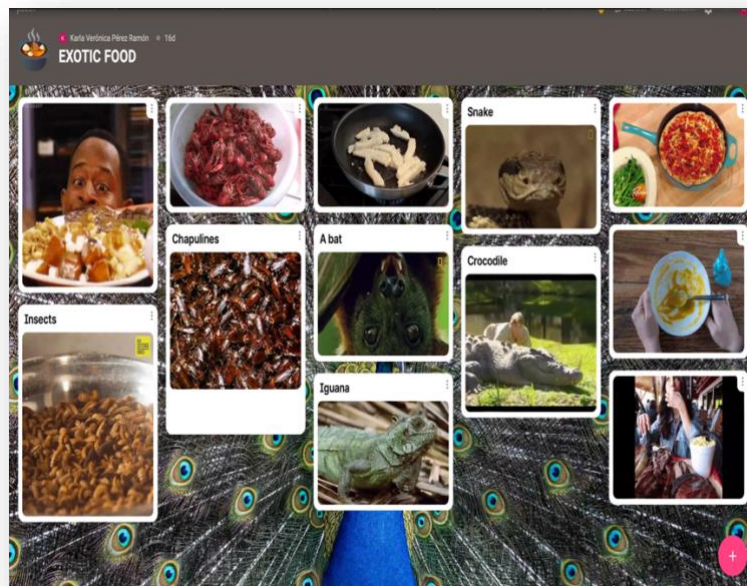 Karla Verónica Pérez Ramón 16d
EXOTIC FOOD
Insects
Chapulines
A bat
Iguana
Snake
Crocodile